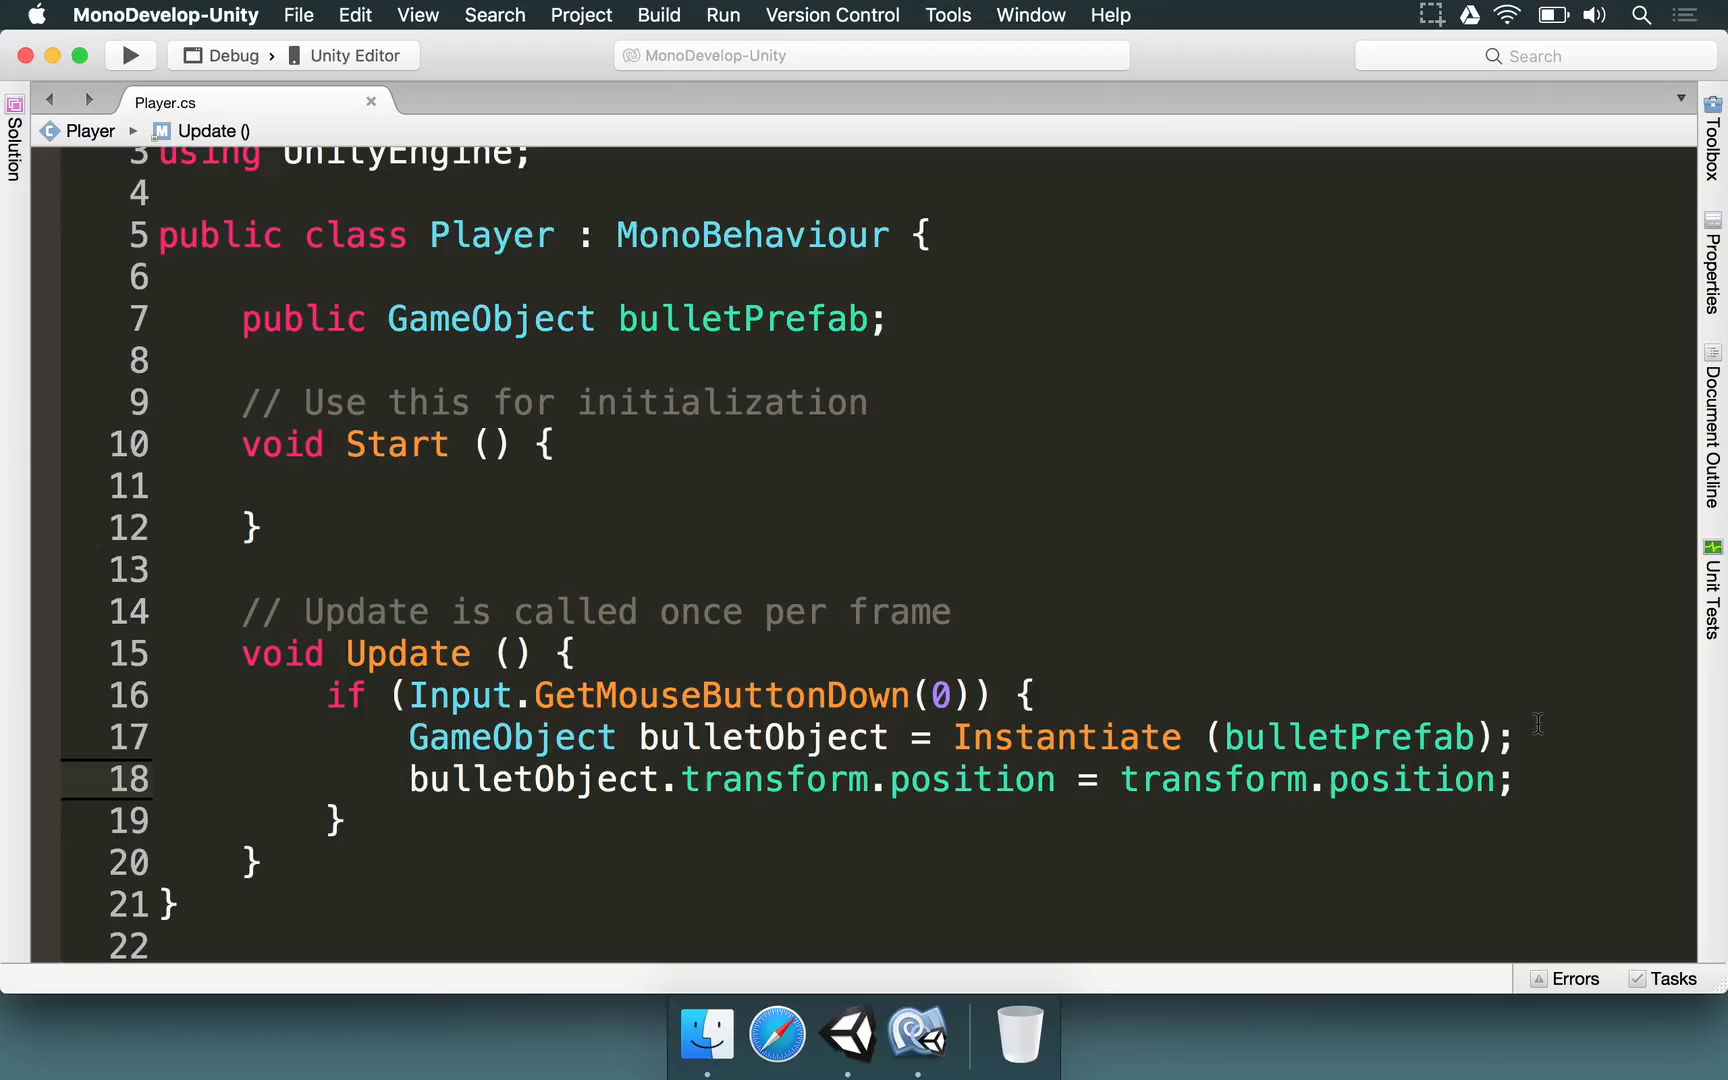 MonoDevelop-Unity File Edit View Search Project Build Run Version Control Tools Window Help
Debug › Unity Editor
MonoDevelop-Unity
Search
Player.cs
Player ▸ M Update ()
Solution
3 using UnityEngine;
4
5 public class Player : MonoBehaviour {
6
7 public GameObject bulletPrefab;
8
9 // Use this for initialization
10 void Start () {
11
12 }
13
14 // Update is called once per frame
15 void Update () {
16 if (Input.GetMouseButtonDown(0)) {
17 GameObject bulletObject = Instantiate (bulletPrefab);
18 bulletObject.transform.position = transform.position;
19 }
20 }
21 }
22
Toolbox
Properties
Document Outline
Unit Tests
Errors Tasks